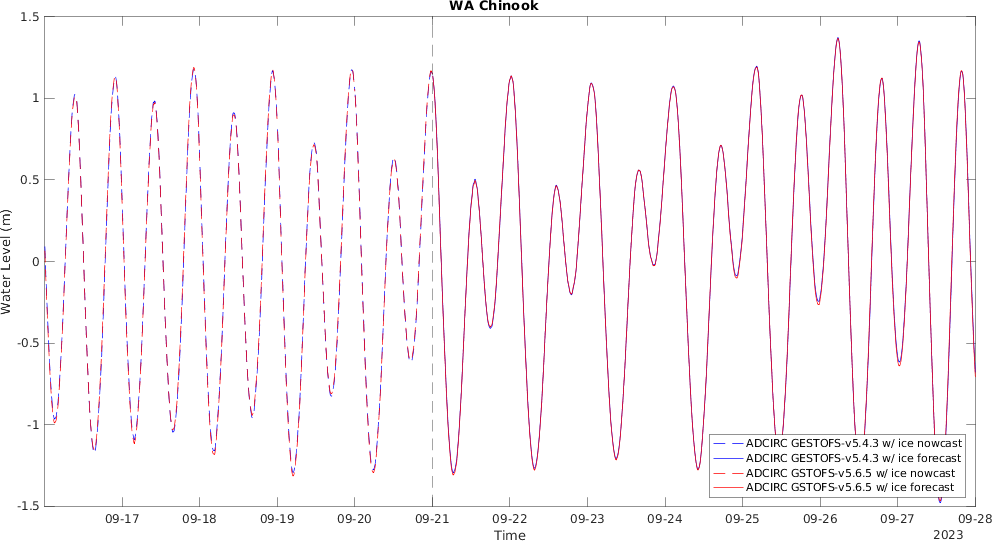 WA Chinook
1.5
1
0.5
0
-0.5
-1
-1.5
Water Level (m)
09-17 09-18 09-19 09-20 09-21 09-22 09-23 09-24 09-25 09-26 09-27 09-28
Time
2023
ADCIRC GESTOFS-v5.4.3 w/ ice nowcast
ADCIRC GESTOFS-v5.4.3 w/ ice forecast
ADCIRC GSTOFS-v5.6.5 w/ ice nowcast
ADCIRC GSTOFS-v5.6.5 w/ ice forecast